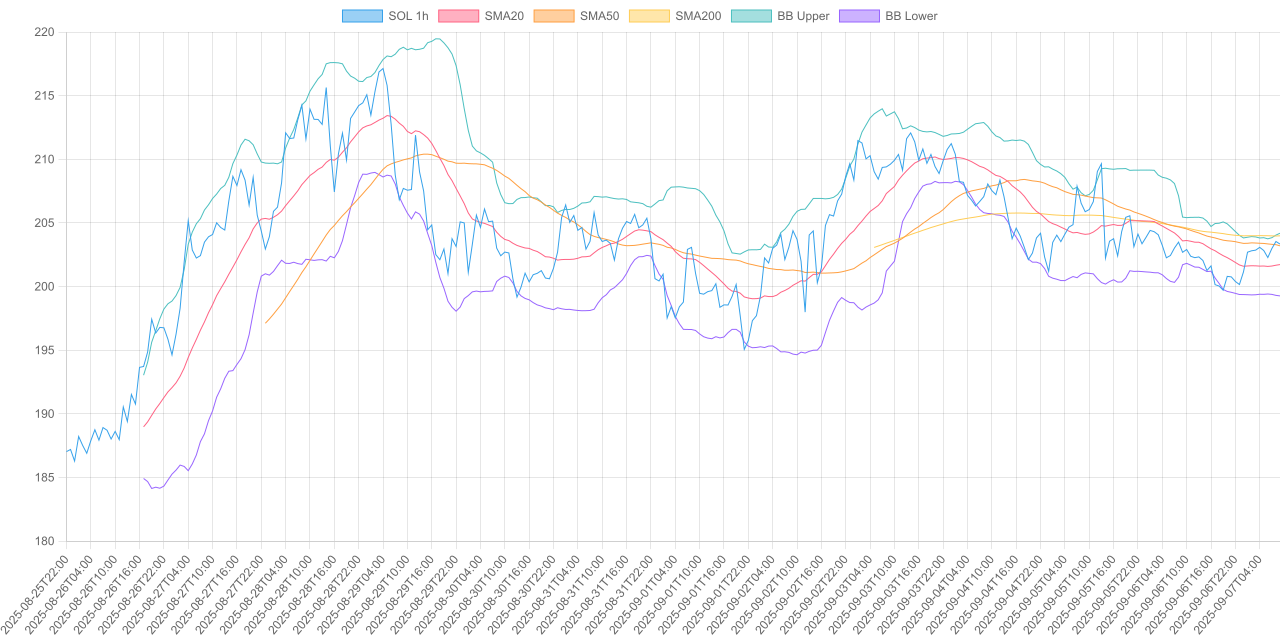 SOL 1h SMA20 SMA50 SMA200 BB Upper BB Lower
220
215
210
205
200
195
190
185
180
2025-08-25T22:00
2025-08-26T04:00
2025-08-26T10:00
2025-08-26T16:00
2025-08-26T22:00
2025-08-27T04:00
2025-08-27T10:00
2025-08-27T16:00
2025-08-27T22:00
2025-08-28T04:00
2025-08-28T10:00
2025-08-28T16:00
2025-08-28T22:00
2025-08-29T04:00
2025-08-29T10:00
2025-08-29T16:00
2025-08-29T22:00
2025-08-30T04:00
2025-08-30T10:00
2025-08-30T16:00
2025-08-30T22:00
2025-08-31T04:00
2025-08-31T10:00
2025-08-31T16:00
2025-08-31T22:00
2025-09-01T04:00
2025-09-01T10:00
2025-09-01T16:00
2025-09-01T22:00
2025-09-02T04:00
2025-09-02T10:00
2025-09-02T16:00
2025-09-02T22:00
2025-09-03T04:00
2025-09-03T10:00
2025-09-03T16:00
2025-09-03T22:00
2025-09-04T04:00
2025-09-04T10:00
2025-09-04T16:00
2025-09-04T22:00
2025-09-05T04:00
2025-09-05T10:00
2025-09-05T16:00
2025-09-05T22:00
2025-09-06T04:00
2025-09-06T10:00
2025-09-06T16:00
2025-09-06T22:00
2025-09-07T04:00